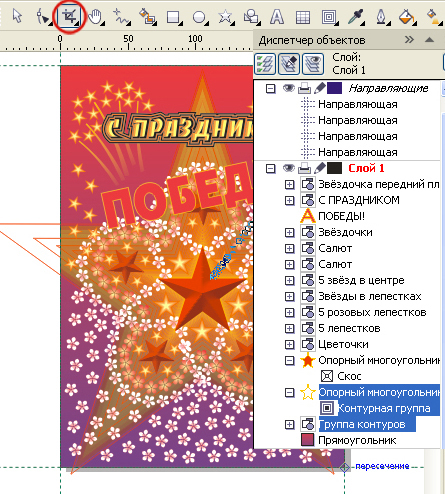 0 50 100 150
Диспетчер объектов
Слой:
Слой 1
Направляющие
Направляющая
Направляющая
Направляющая
Направляющая
Слой 1
Звёздочка передний пл
С ПРАЗДНИКОМ
ПОБЕДЫ!
Звёздочки
Салют
Салют
5 звёзд в центре
Звёзды в лепестках
5 розовых лепестков
5 лепестков
Цветочки
Опорный многоугольник
Скос
Опорный многоугольник
Контурная группа
Группа контуров
Прямоугольник
С ПРАЗДНИК
ПОБЕД
пересечение